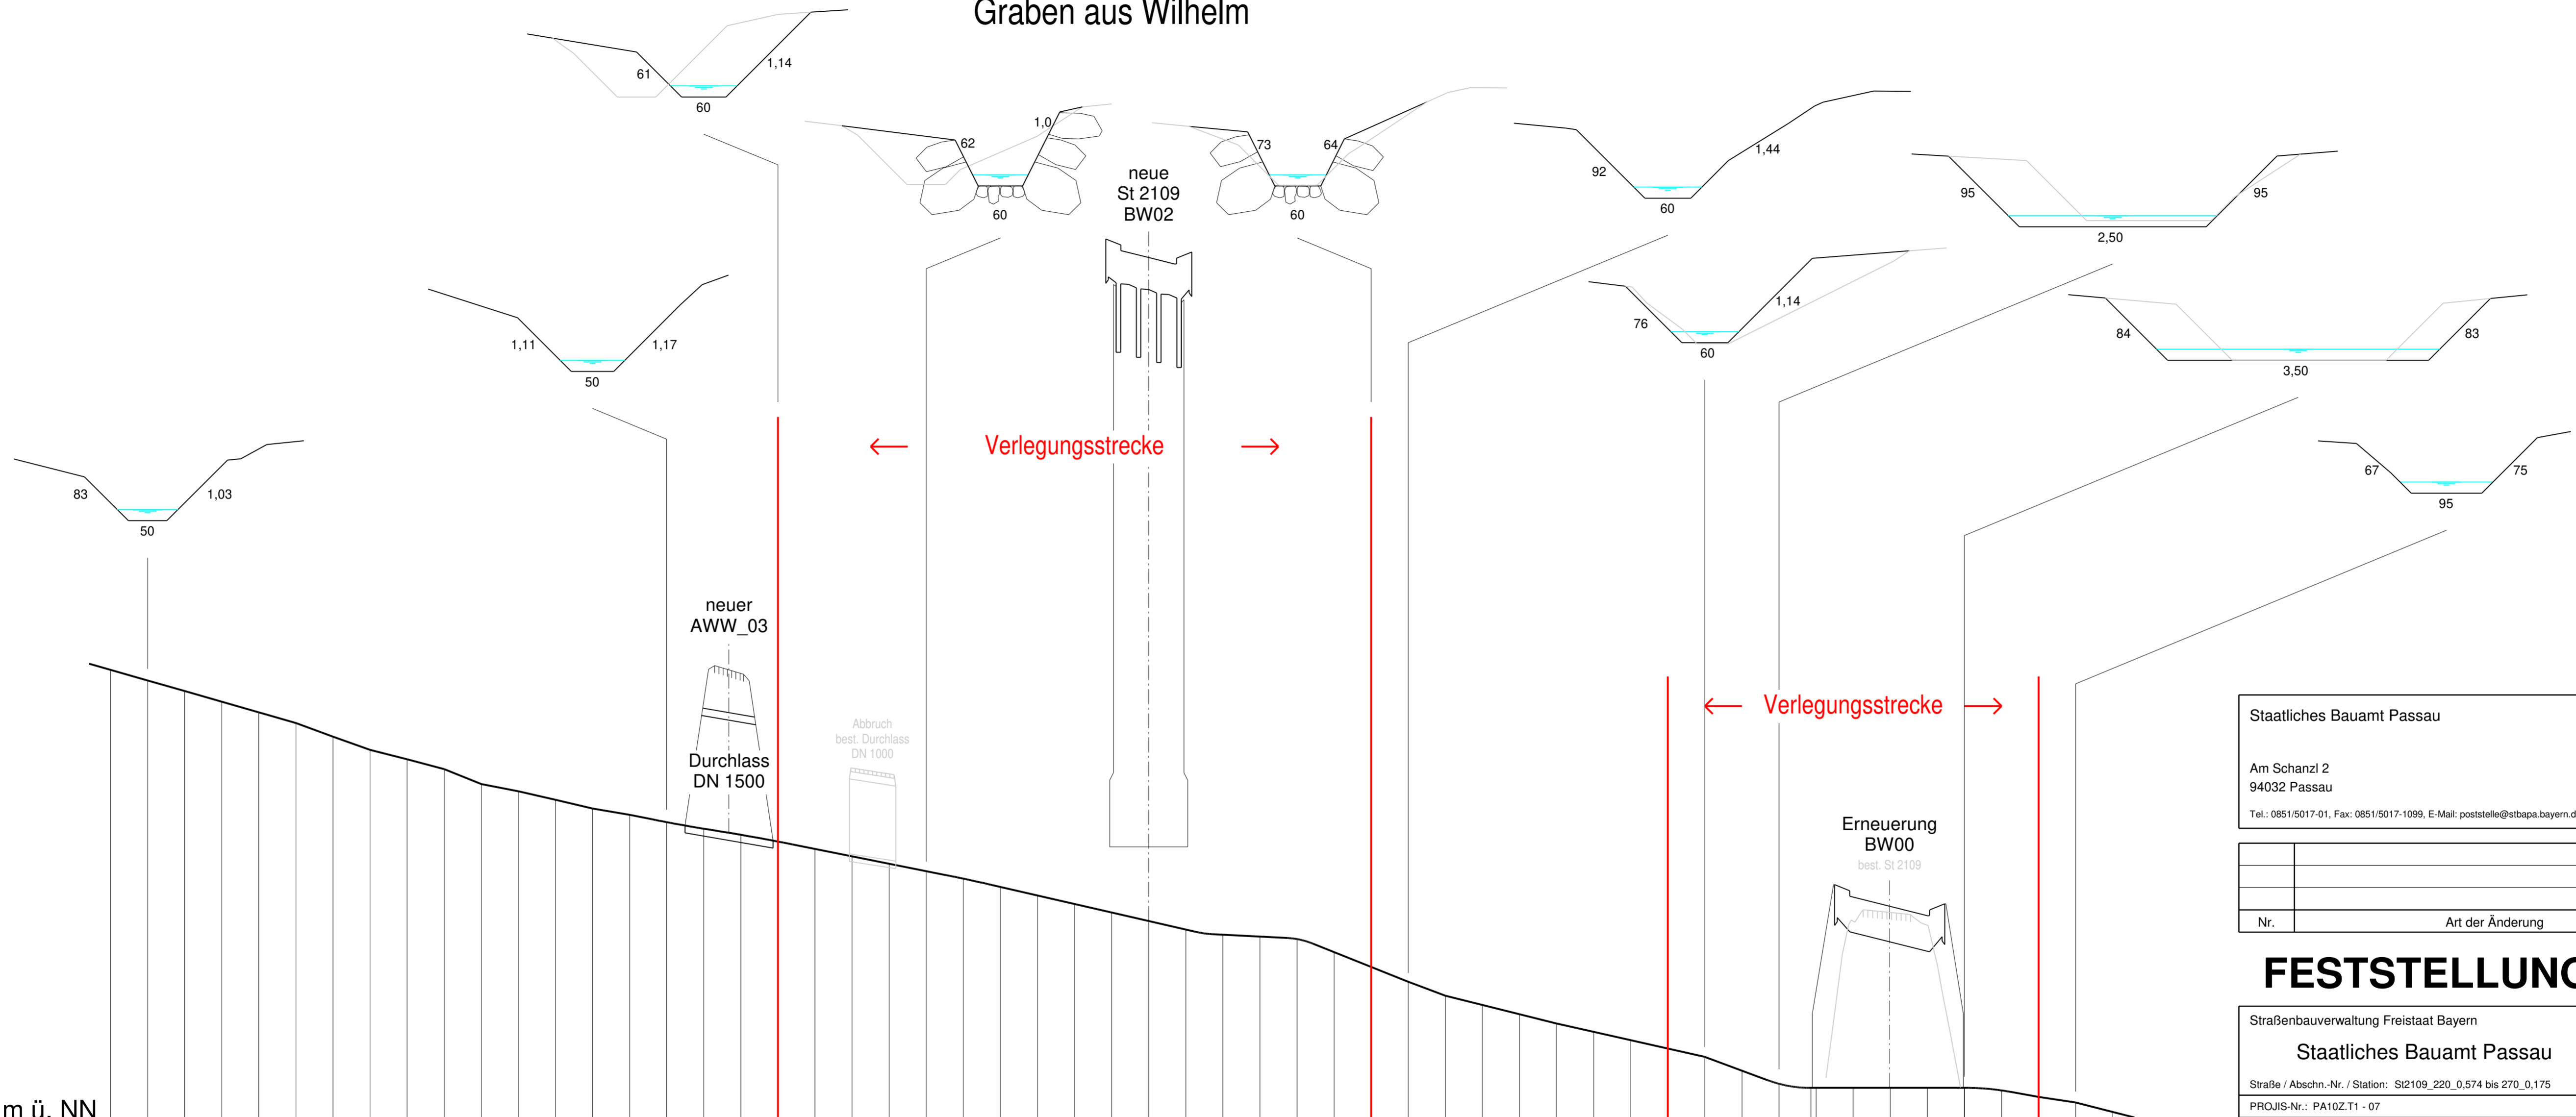 Graben aus Wilhelm
61
1,14
60
62
1,0
60
neue
St 2109
BW02
73
64
60
92
1,44
60
95
95
2,50
1,11
1,17
50
76
1,14
60
84
83
3,50
83
1,03
50
67
75
95
← Verlegungsstrecke →
neuer
AWW_03
Durchlass
DN 1500
Abbruch
best. Durchlass
DN 1000
← Verlegungsstrecke →
Erneuerung
BW00
best. St 2109
m ü. NN
Staatliches Bauamt Passau
Am Schanzl 2
94032 Passau
Tel.: 0851/5017-01, Fax: 0851/5017-1099, E-Mail: poststelle@stbapa.bayern.d
Nr. Art der Änderung
FESTSTELLUNG
Straßenbauverwaltung Freistaat Bayern
Staatliches Bauamt Passau
Straße / Abschn.-Nr. / Station: St2109_220_0,574 bis 270_0,175
PROJIS-Nr.: PA10Z.T1 - 07